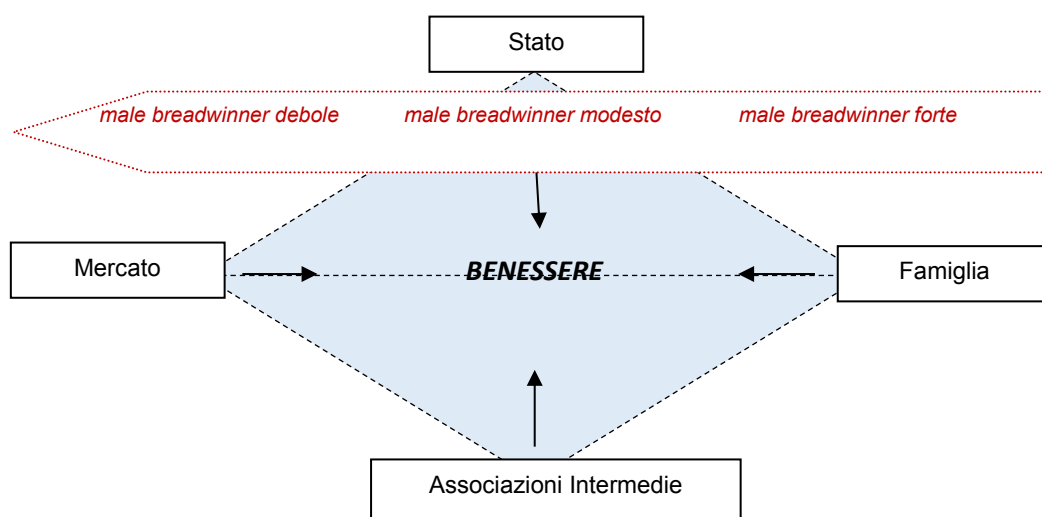 Stato
male breadwinner debole male breadwinner modesto male breadwinner forte
Mercato
BENESSERE
Famiglia
Associazioni Intermedie